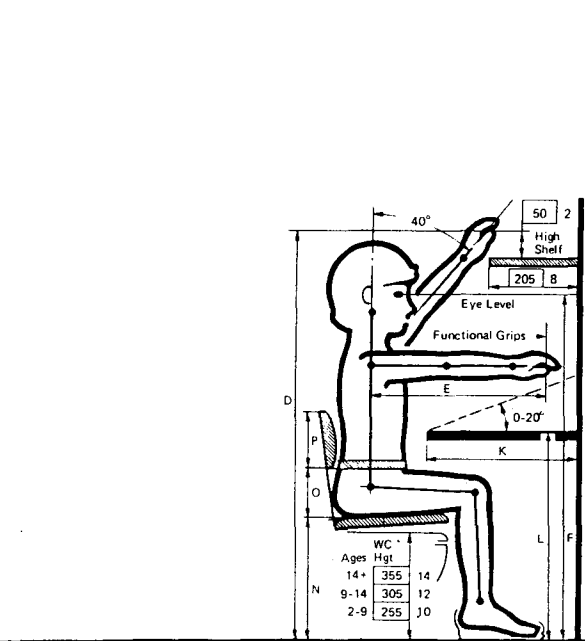 50 2
40°
High
Shelf
205 8
Eye Level
Functional Grips
E
D
0-20°
P
K
O
L
F
WC
Ages Hgt
N
14+ 355 14
9-14 305 12
2-9 255 10